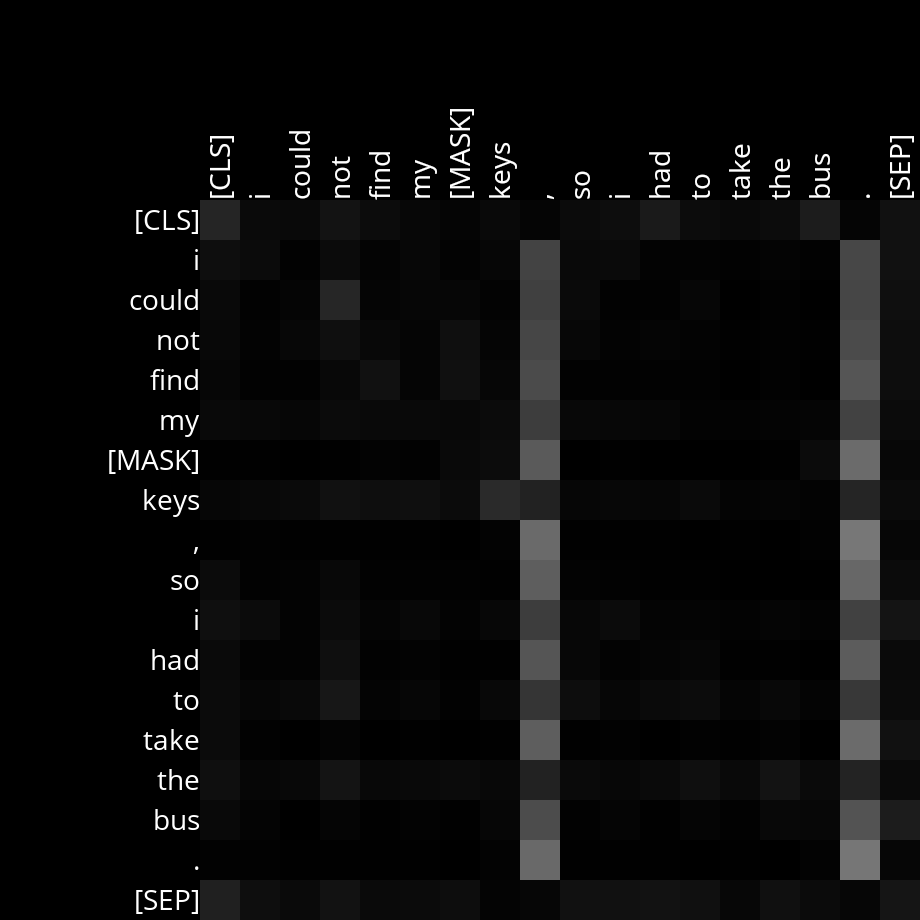 [CLS] i could not find my [MASK] keys , so i had to take the bus . [SEP]
[CLS]
i
could
not
find
my
[MASK]
keys
,
so
i
had
to
take
the
bus
.
[SEP]